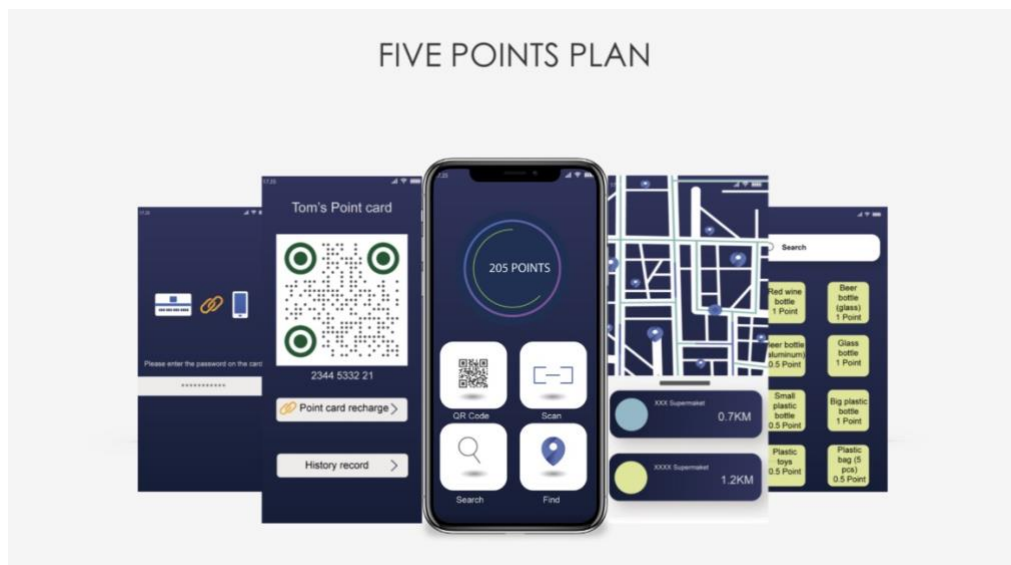 FIVE POINTS PLAN
17.35
Please enter the password on the card
***********
17.35
Tom's Point card
2344 5332 21
Point card recharge >
History record >
205 POINTS
QR Code
Scan
Search
Find
XXX Supermaket
0.7KM
XXXX Supermaket
1.2KM
Search
Red wine
bottle
1 Point
Beer
bottle
(glass)
1 Point
eer bottle
aluminum)
0.5 Point
Glass
bottle
1 Point
Small
plastic
bottle
0.5 Point
Big plastic
bottle
1 Point
Plastic
toys
0.5 Point
Plastic
bag (5
pcs)
0.5 Point